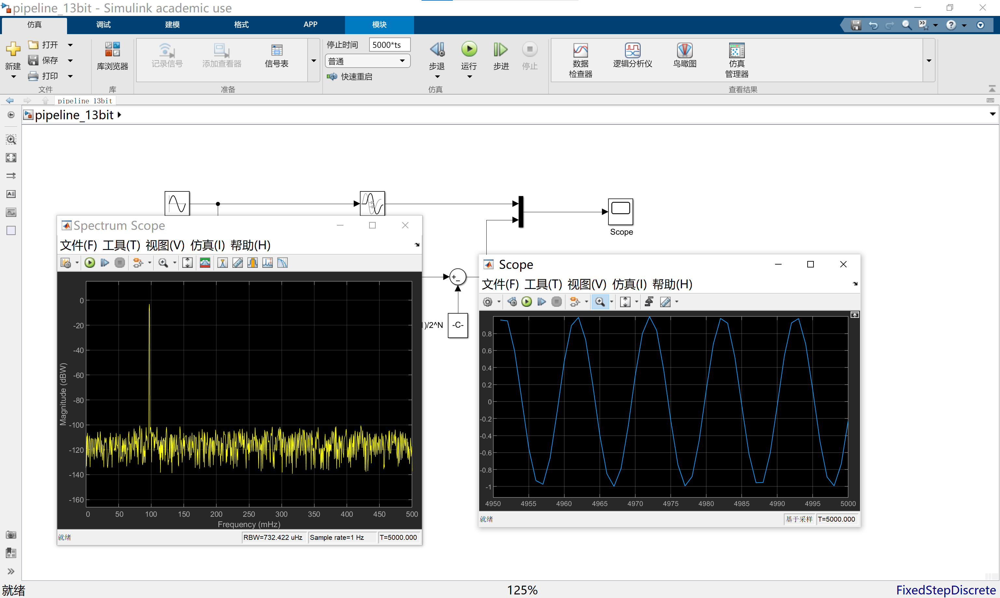 pipeline_13bit - Simulink academic use
仿真 调试 建模 格式 APP 模块
新建
打开
保存
打印
文件
库浏览器
库
记录信号 添加查看器 信号表
准备
停止时间 5000*ts
普通
快速重启
步退 运行 步进 停止
仿真
数据
检查器
逻辑分析仪
鸟瞰图
仿真
管理器
查看结果
pipeline_13bit
pipeline_13bit
Scope
+
-
)/2^N
-C-
Spectrum Scope
文件(F) 工具(T) 视图(V) 仿真(I) 帮助(H)
Magnitude (dBW)
0
-20
-40
-60
-80
-100
-120
-140
-160
0 50 100 150 200 250 300 350 400 450 500
Frequency (mHz)
就绪 RBW=732.422 uHz Sample rate=1 Hz T=5000.000
Scope
文件(F) 工具(T) 视图(V) 仿真(I) 帮助(H)
0.8
0.6
0.4
0.2
0
-0.2
-0.4
-0.6
-0.8
-1
4950 4955 4960 4965 4970 4975 4980 4985 4990 4995 5000
就绪 基于采样 T=5000.000
就绪 125% FixedStepDiscrete